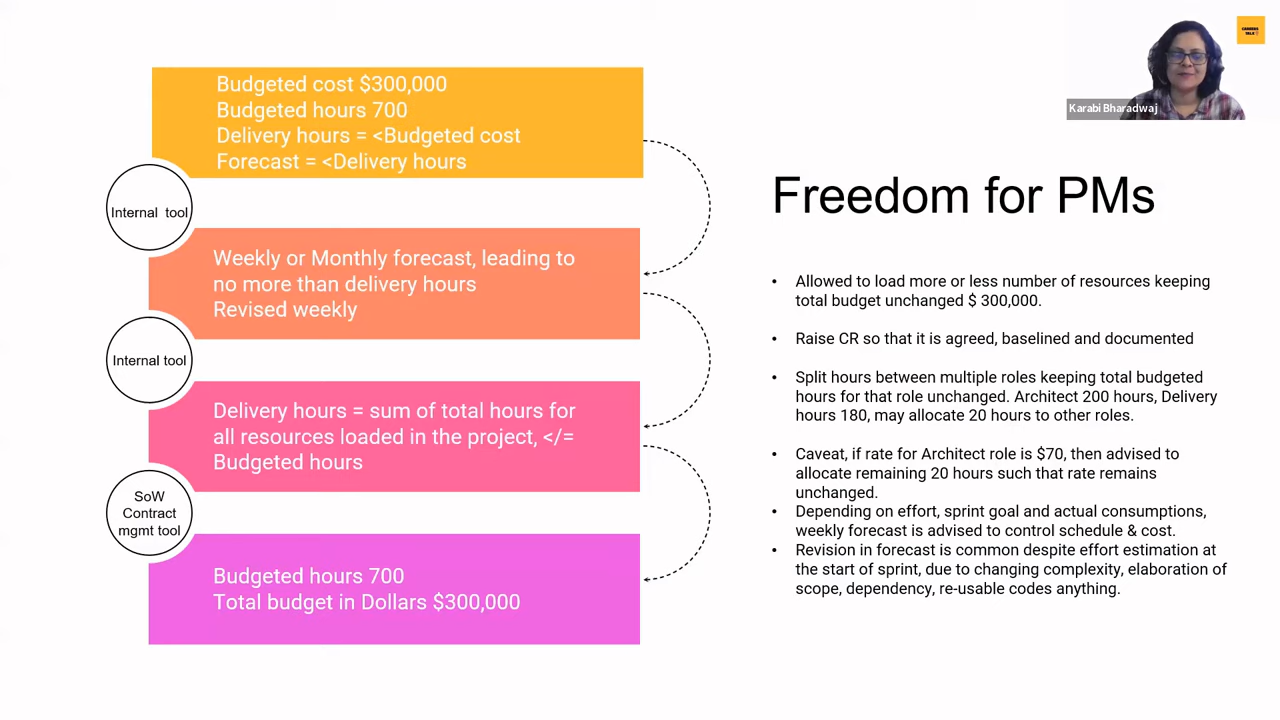 Budgeted cost $300,000
Budgeted hours 700
Delivery hours = <Budgeted cost
Forecast = <Delivery hours
Internal tool
Weekly or Monthly forecast, leading to
no more than delivery hours
Revised weekly
Internal tool
Delivery hours = sum of total hours for
all resources loaded in the project, </=
Budgeted hours
SoW
Contract
mgmt tool
Budgeted hours 700
Total budget in Dollars $300,000
Karabi Bharadwaj
Freedom for PMs
• Allowed to load more or less number of resources keeping
total budget unchanged $ 300,000.
• Raise CR so that it is agreed, baselined and documented
• Split hours between multiple roles keeping total budgeted
hours for that role unchanged. Architect 200 hours, Delivery
hours 180, may allocate 20 hours to other roles.
• Caveat, if rate for Architect role is $70, then advised to
allocate remaining 20 hours such that rate remains
unchanged.
• Depending on effort, sprint goal and actual consumptions,
weekly forecast is advised to control schedule & cost.
• Revision in forecast is common despite effort estimation at
the start of sprint, due to changing complexity, elaboration of
scope, dependency, re-usable codes anything.